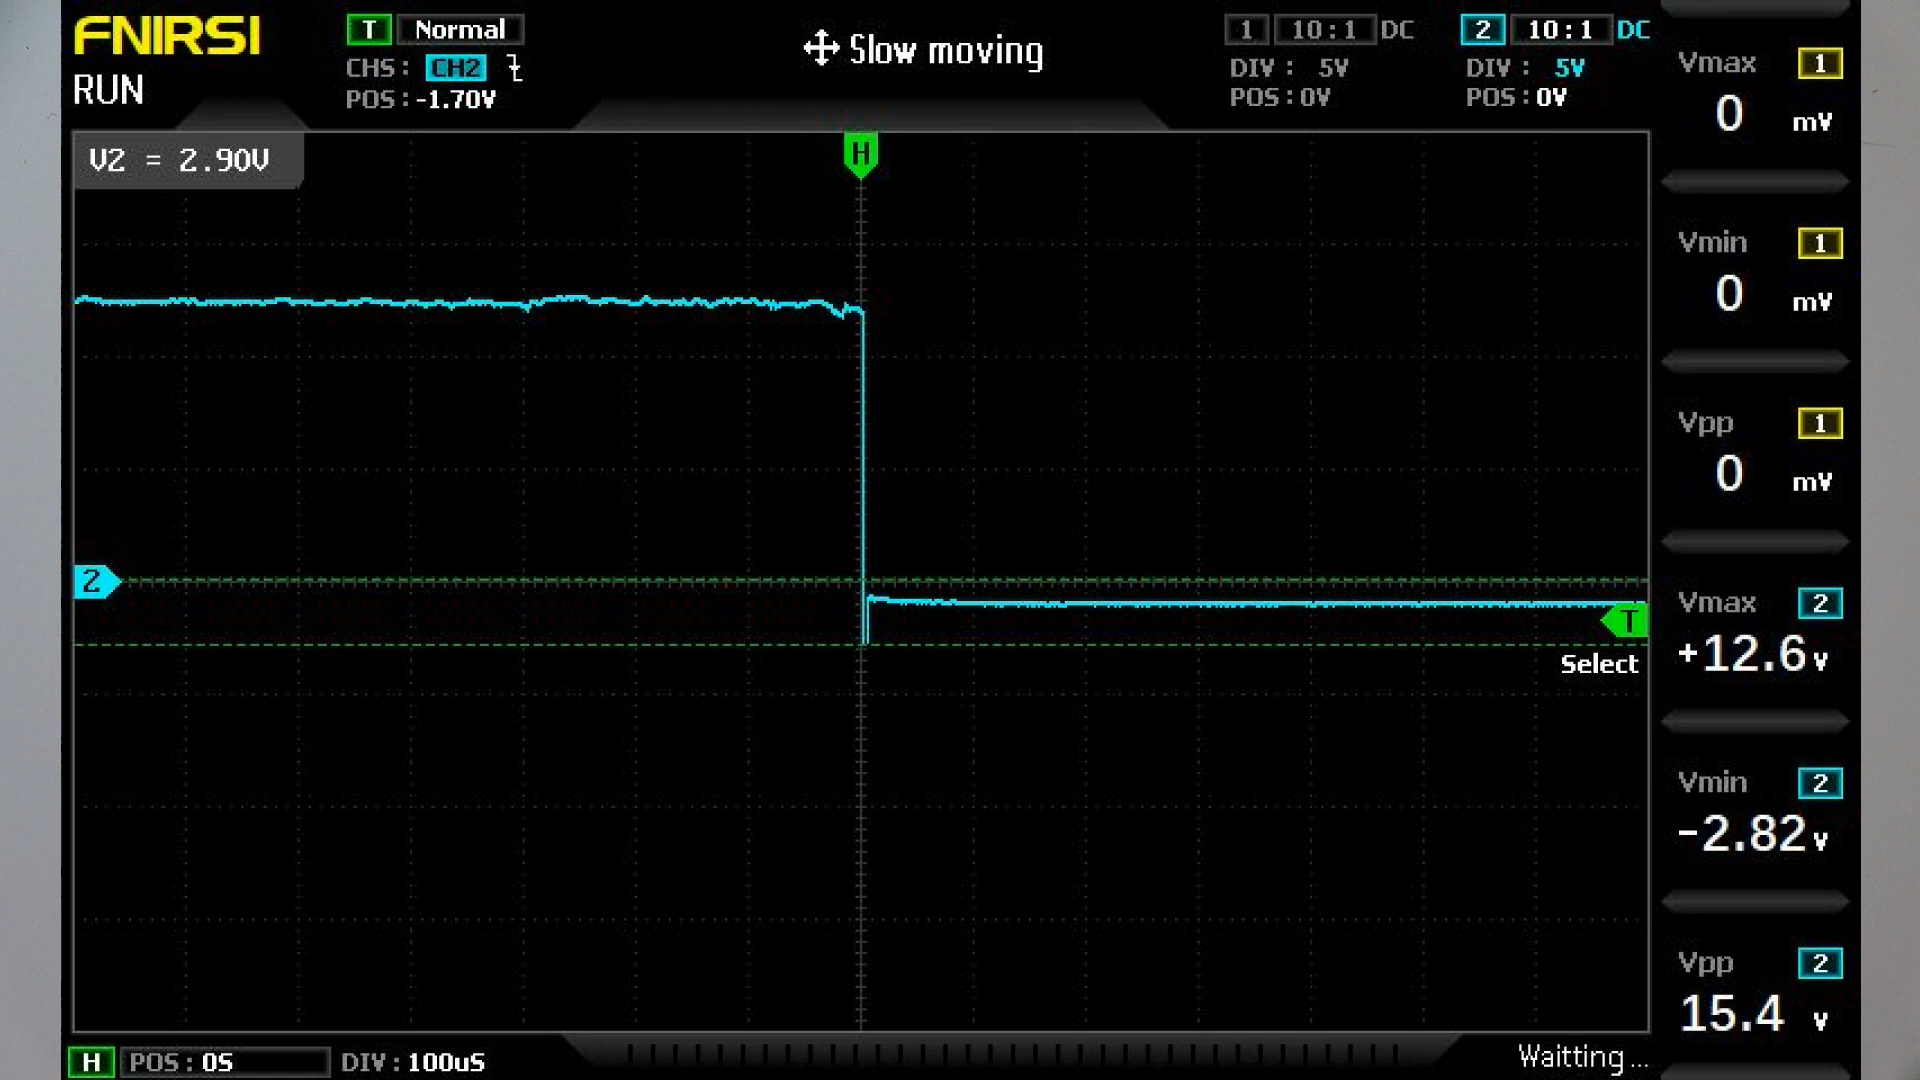 FNIRSI
RUN
T Normal
CHS: CH2
POS:-1.70V
Slow moving
1 10:1 DC
DIV: 5V
POS:0V
2 10:1 DC
DIV: 5V
POS:0V
V2 = 2.90V
H
2
T
Select
Vmax 1
0 mV
Vmin 1
0 mV
Vpp 1
0 mV
Vmax 2
+12.6 V
Vmin 2
-2.82 V
Vpp 2
15.4 V
H POS:0S DIV:100uS
Waitting...